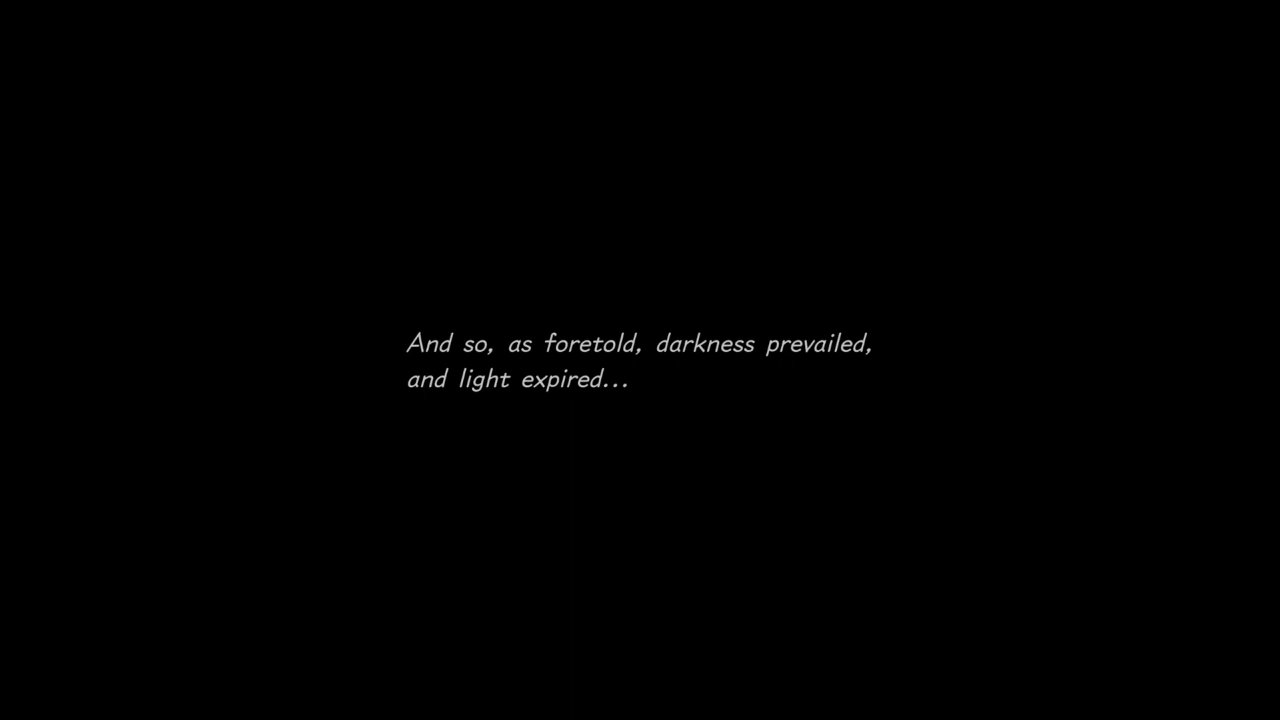 And so, as foretold, darkness prevailed,
and light expired...